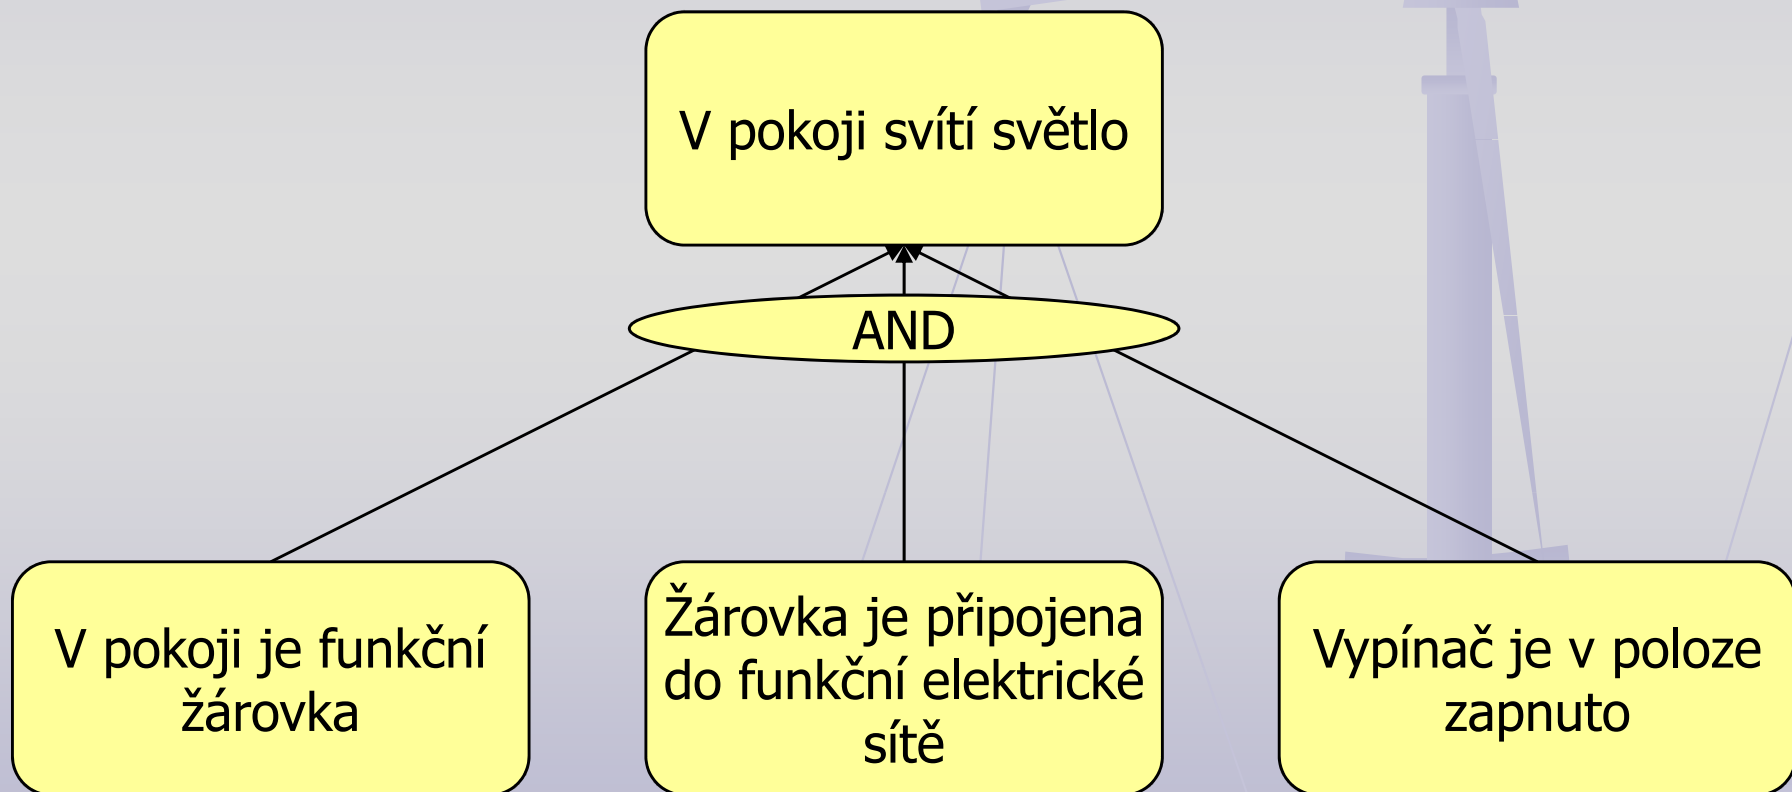 V pokoji svítí světlo
AND
V pokoji je funkční
žárovka
Žárovka je připojena
do funkční elektrické
sítě
Vypínač je v poloze
zapnuto